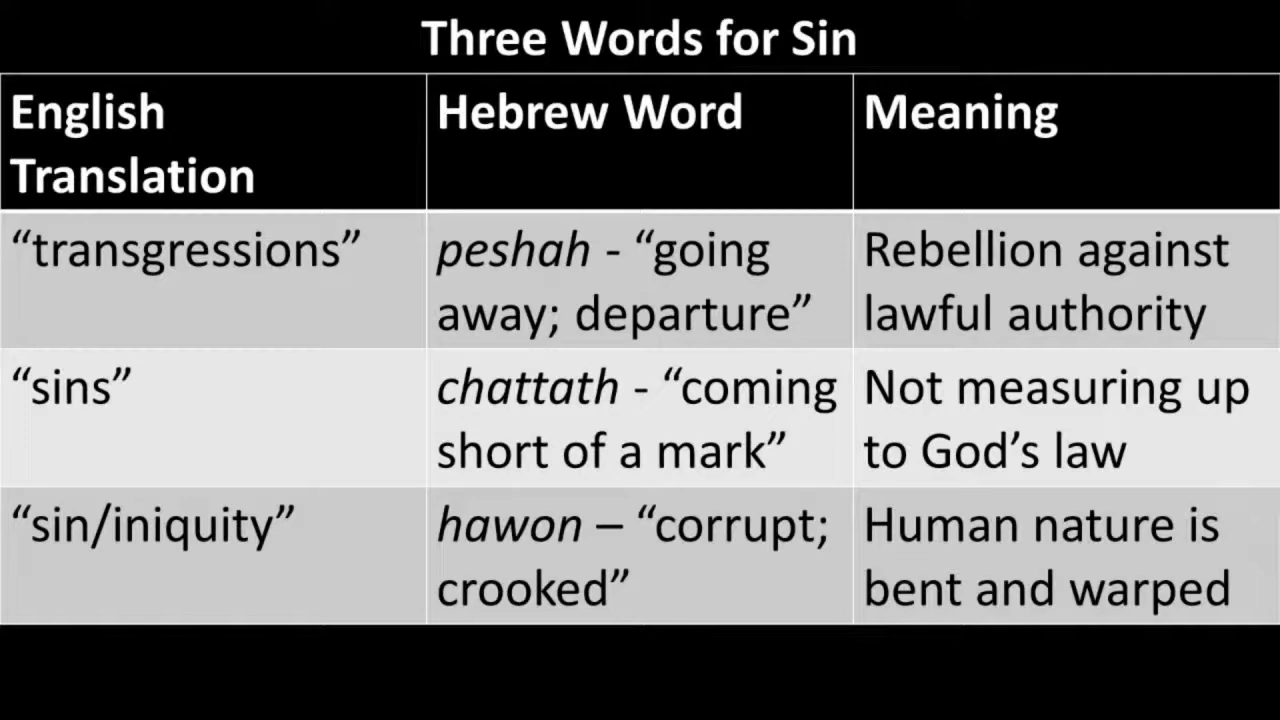 Three Words for Sin
English
Translation
Hebrew Word
Meaning
“transgressions”
peshah - “going
away; departure”
Rebellion against
lawful authority
“sins”
chattath - “coming
short of a mark”
Not measuring up
to God’s law
“sin/iniquity”
hawon – “corrupt;
crooked”
Human nature is
bent and warped